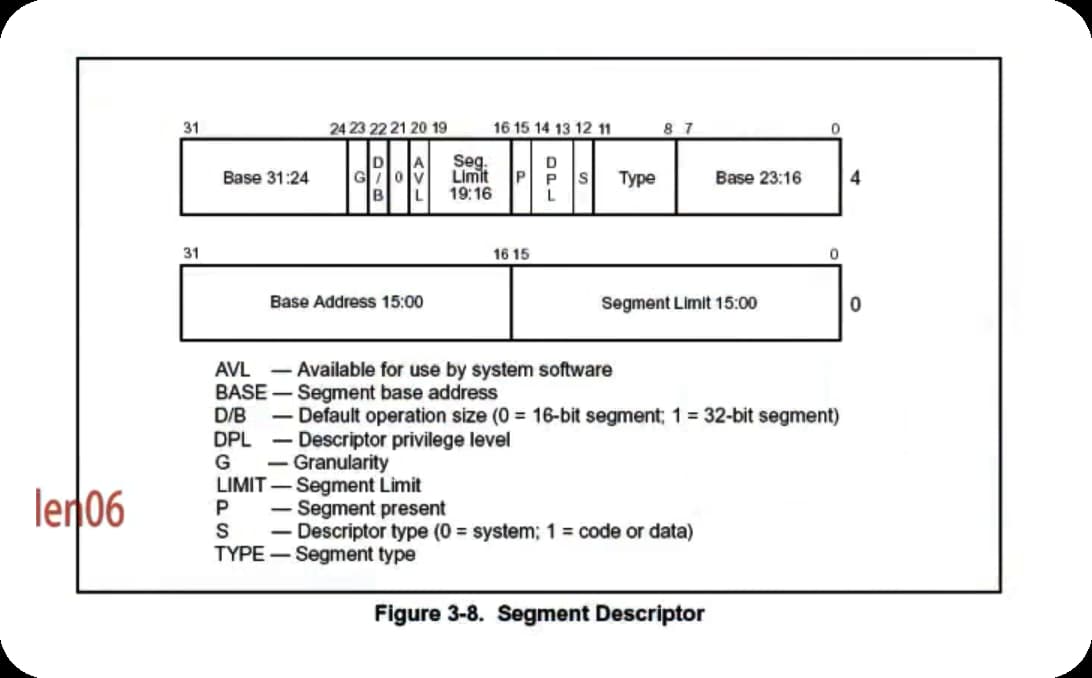 31 24 23 22 21 20 19 16 15 14 13 12 11 8 7 0
Base 31:24 G D/B 0 AVL Seg. Limit 19:16 P DPL S Type Base 23:16 4
31 16 15 0
Base Address 15:00 Segment Limit 15:00 0
AVL — Available for use by system software
BASE — Segment base address
D/B — Default operation size (0 = 16-bit segment; 1 = 32-bit segment)
DPL — Descriptor privilege level
G — Granularity
LIMIT — Segment Limit
P — Segment present
S — Descriptor type (0 = system; 1 = code or data)
TYPE — Segment type
len06
Figure 3-8. Segment Descriptor